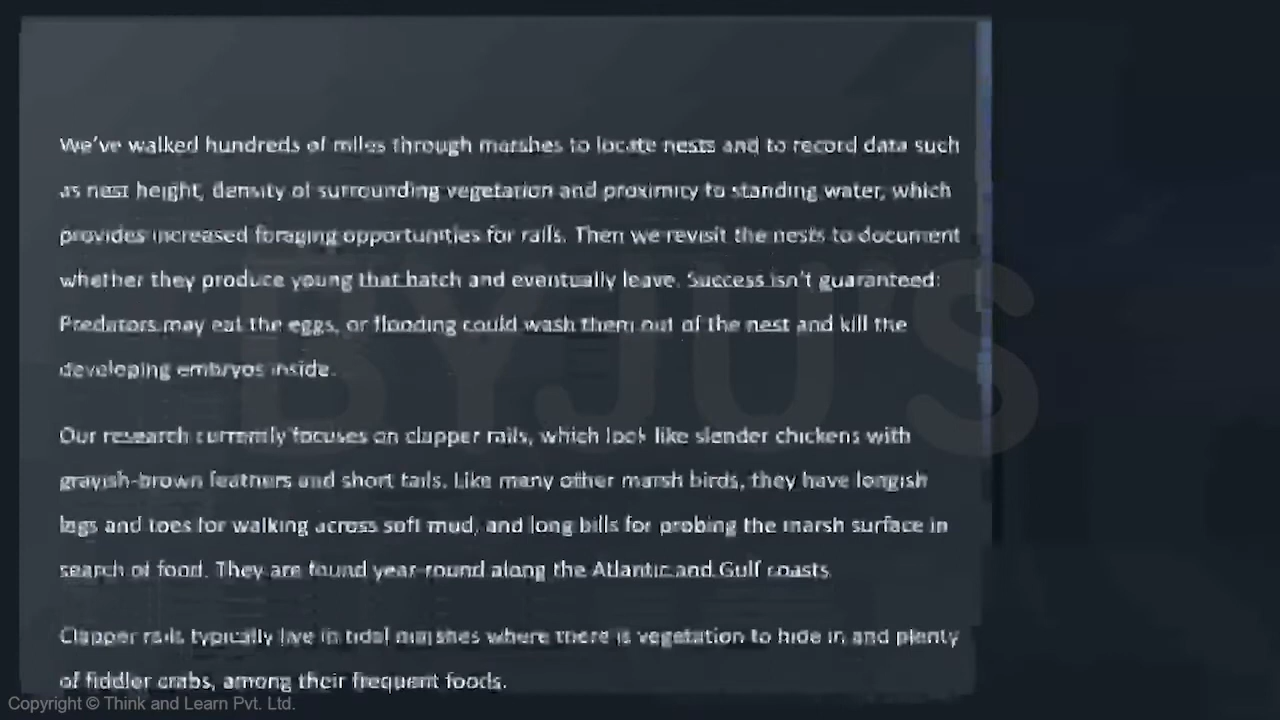 We've walked hundreds of miles through marshes to locate nests and to record data such
as nest height, density of surrounding vegetation and proximity to standing water, which
provides increased foraging opportunities for rails. Then we revisit the nests to document
whether they produce young that hatch and eventually leave. Success isn't guaranteed:
Predators may eat the eggs, or flooding could wash them out of the nest and kill the
developing embryos inside.
Our research currently focuses on clapper rails, which look like slender chickens with
grayish-brown feathers and short tails. Like many other marsh birds, they have longish
legs and toes for walking across soft mud, and long bills for probing the marsh surface in
search of food. They are found year-round along the Atlantic and Gulf coasts.
Clapper rails typically live in tidal marshes where there is vegetation to hide in and plenty
of fiddler crabs, among their frequent foods.
BYJU'S
Copyright © Think and Learn Pvt. Ltd.